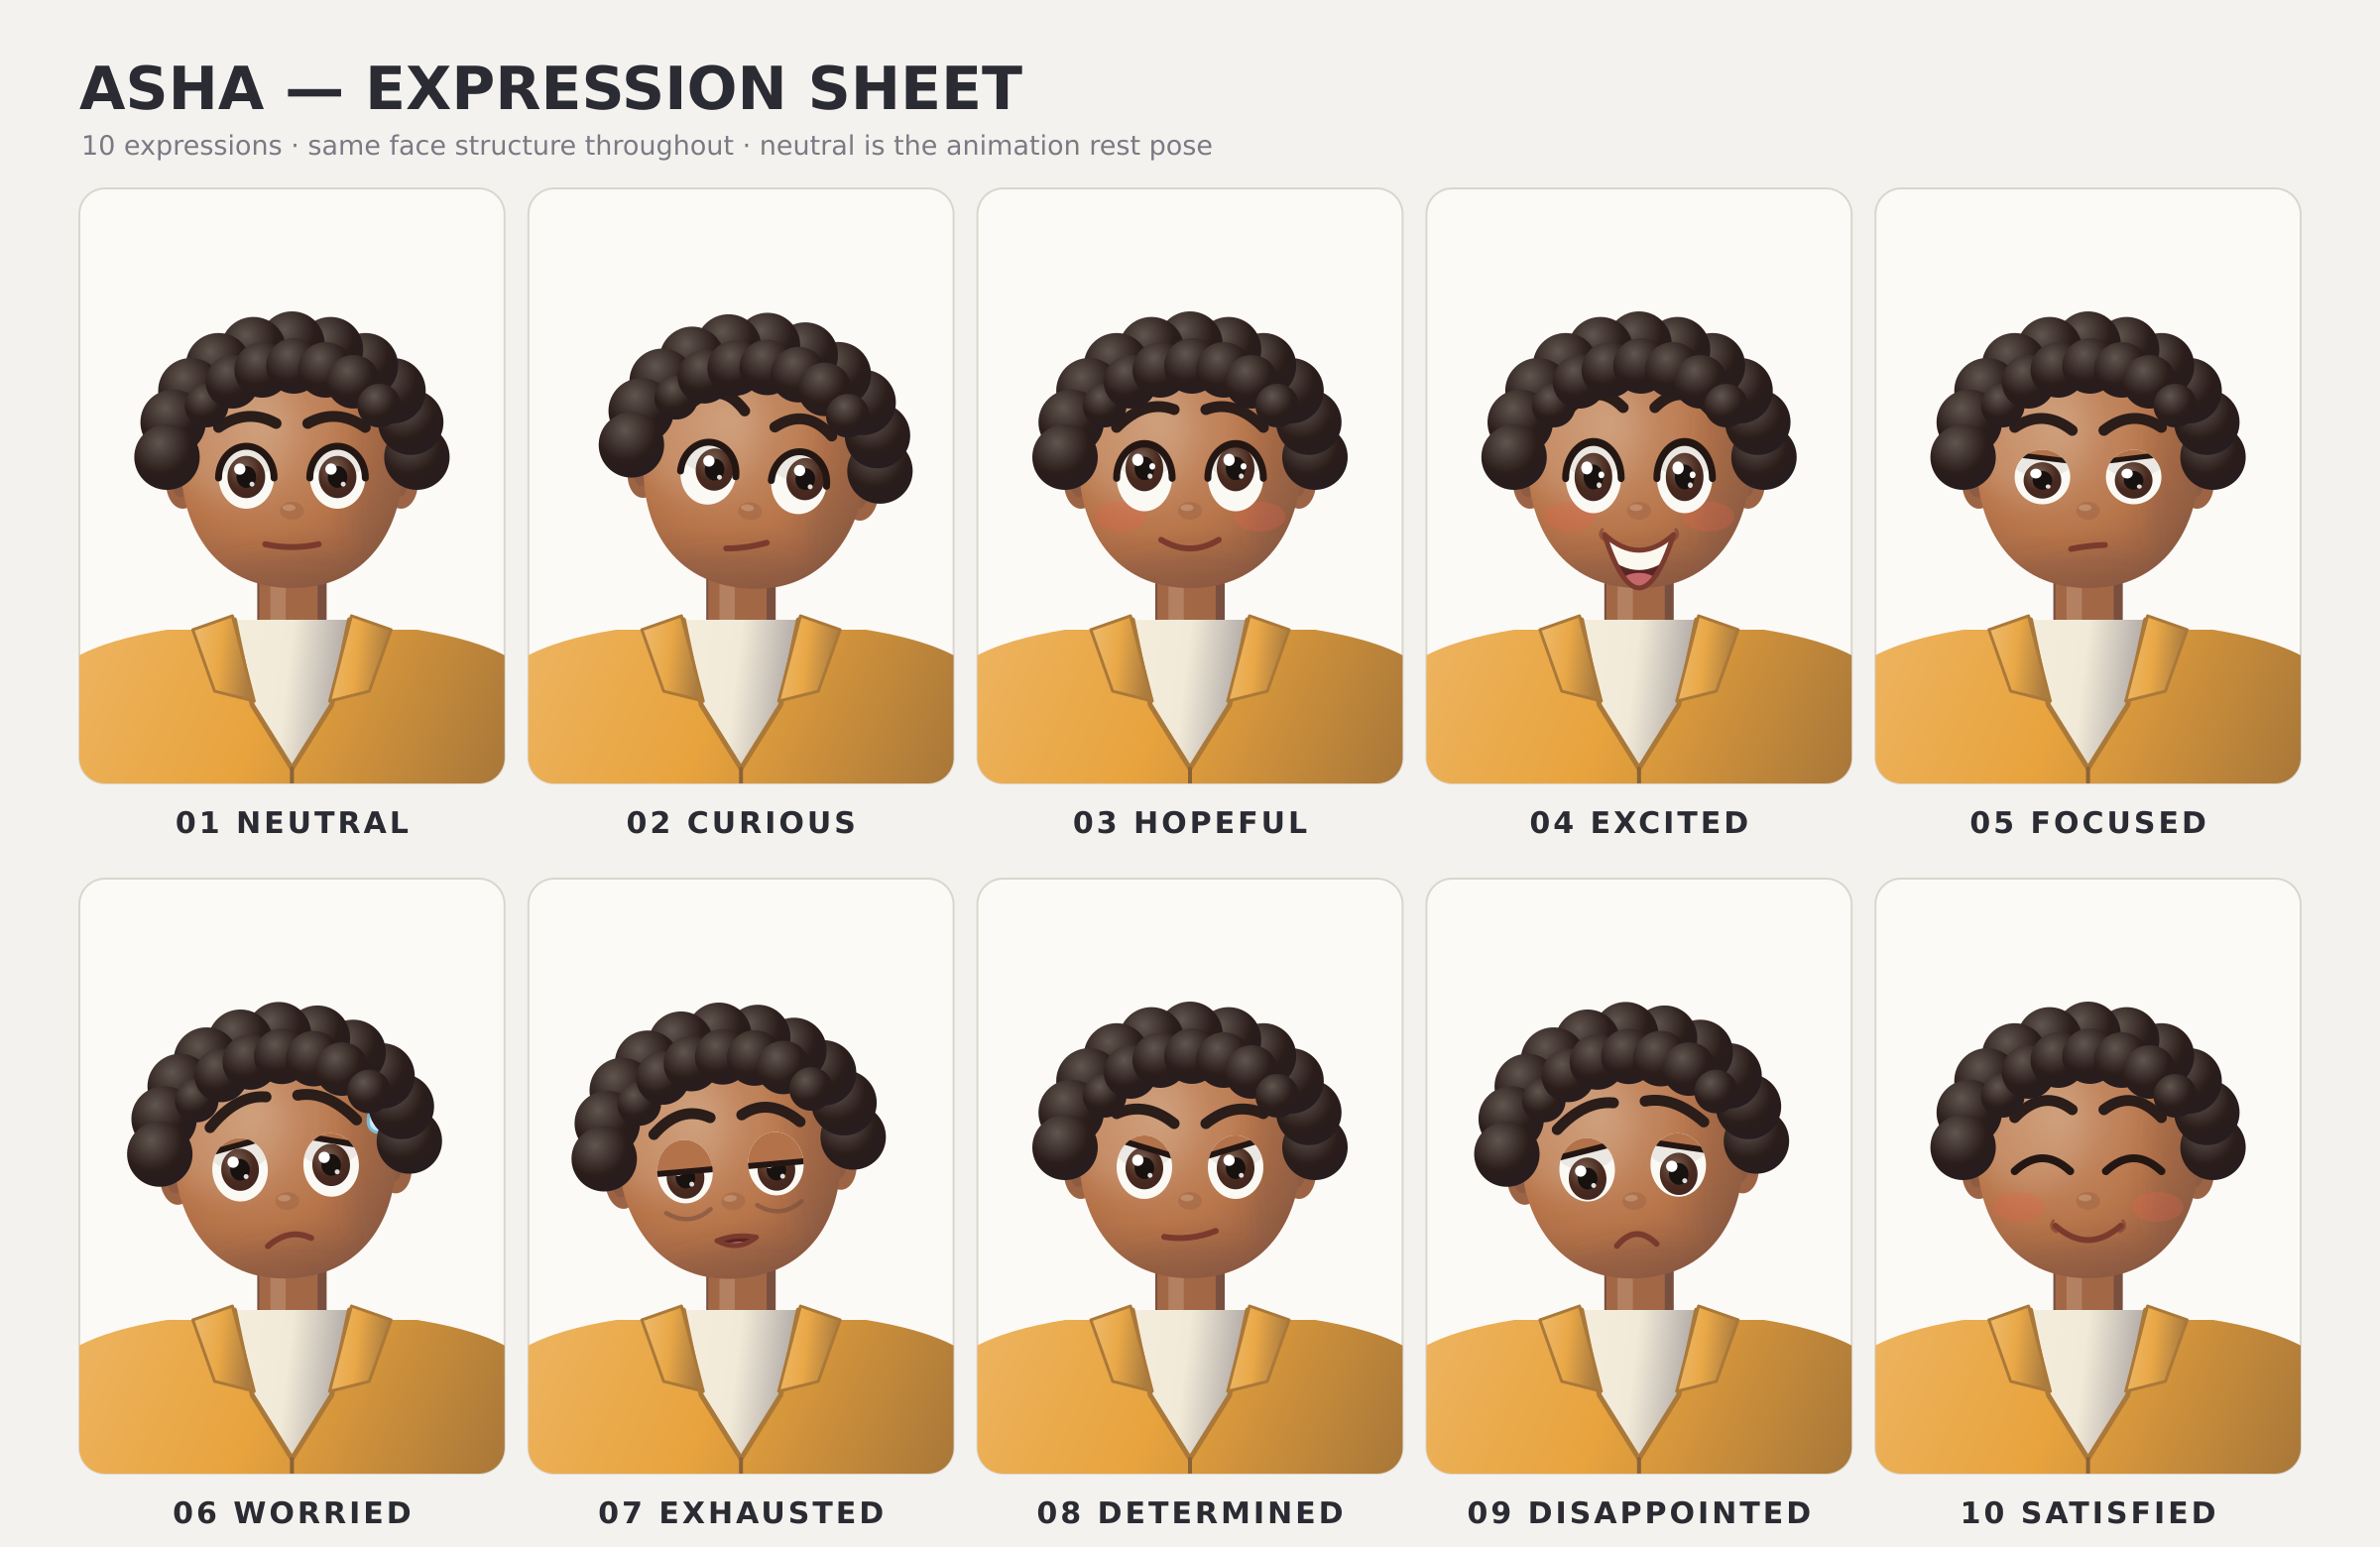 ASHA — EXPRESSION SHEET
10 expressions · same face structure throughout · neutral is the animation rest pose
01 NEUTRAL
02 CURIOUS
03 HOPEFUL
04 EXCITED
05 FOCUSED
06 WORRIED
07 EXHAUSTED
08 DETERMINED
09 DISAPPOINTED
10 SATISFIED